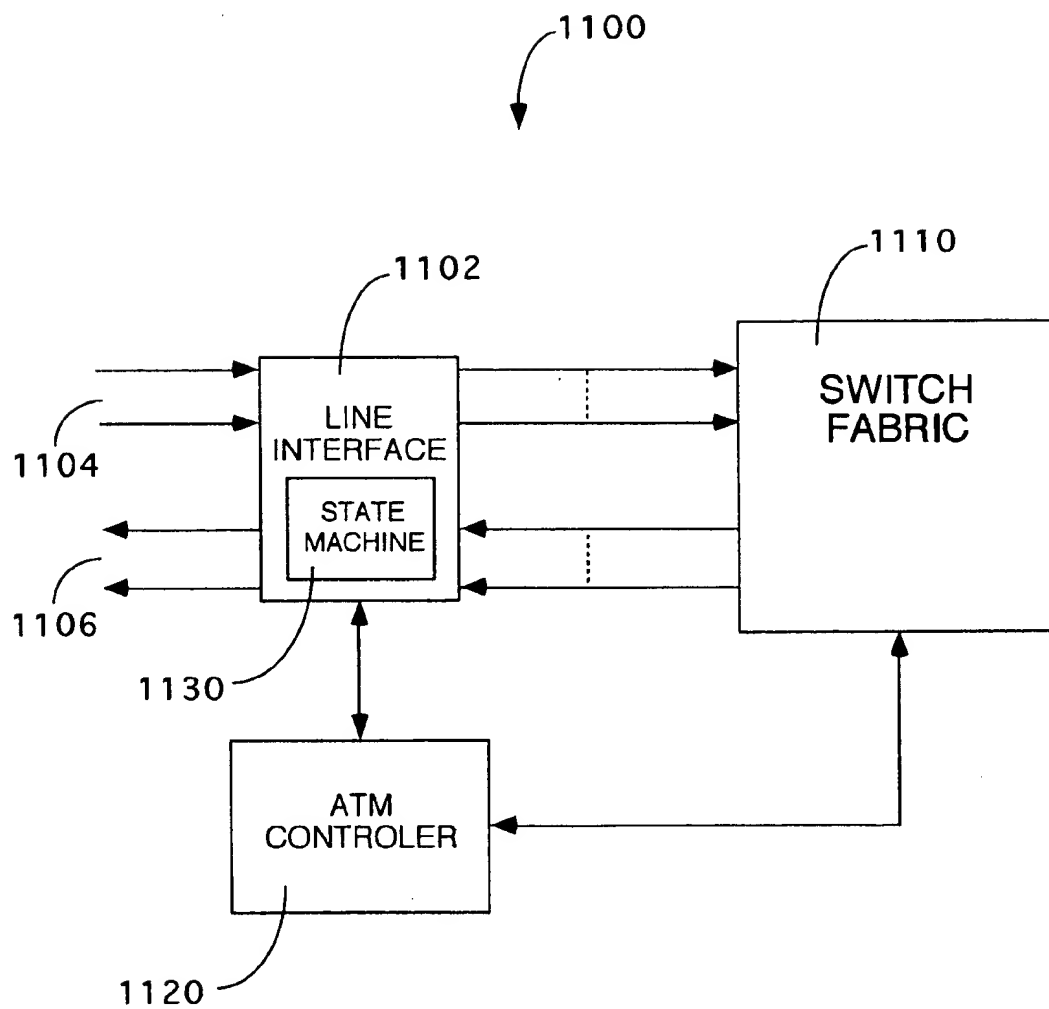 1100
1110
1102
SWITCH
FABRIC
LINE
INTERFACE
1104
STATE
MACHINE
1106
1130
ATM
CONTROLER
1120